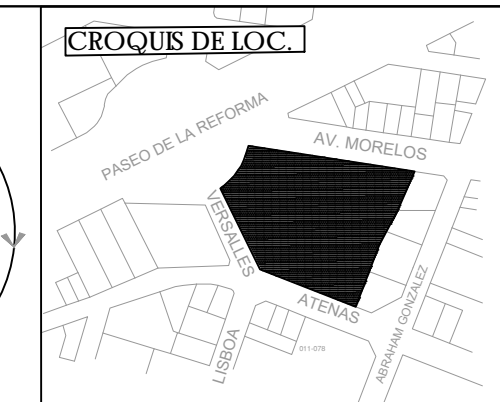 CROQUIS DE LOC.
PASEO DE LA REFORMA
AV. MORELOS
VERSALLES
ATENAS
LISBOA
011-078
ABRAHAM GONZALEZ